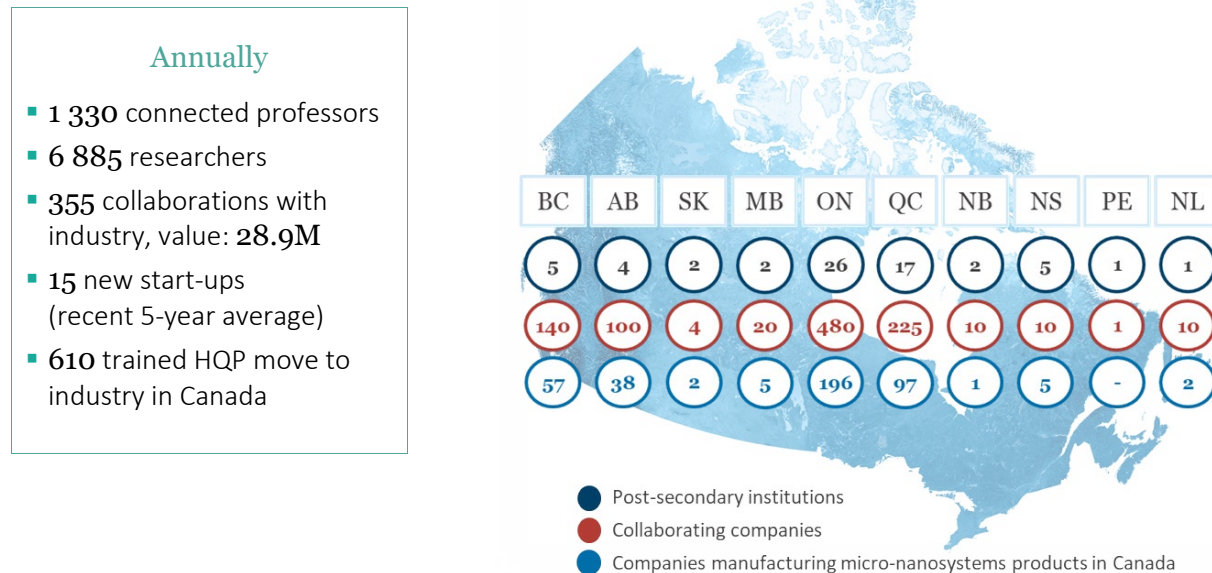 Annually
▪ 1 330 connected professors
▪ 6 885 researchers
▪ 355 collaborations with
industry, value: 28.9M
▪ 15 new start-ups
(recent 5-year average)
▪ 610 trained HQP move to
industry in Canada
BC AB SK MB ON QC NB NS PE NL
5 4 2 2 26 17 2 5 1 1
140 100 4 20 480 225 10 10 1 10
57 38 2 5 196 97 1 5 - 2
Post-secondary institutions
Collaborating companies
Companies manufacturing micro-nanosystems products in Canada